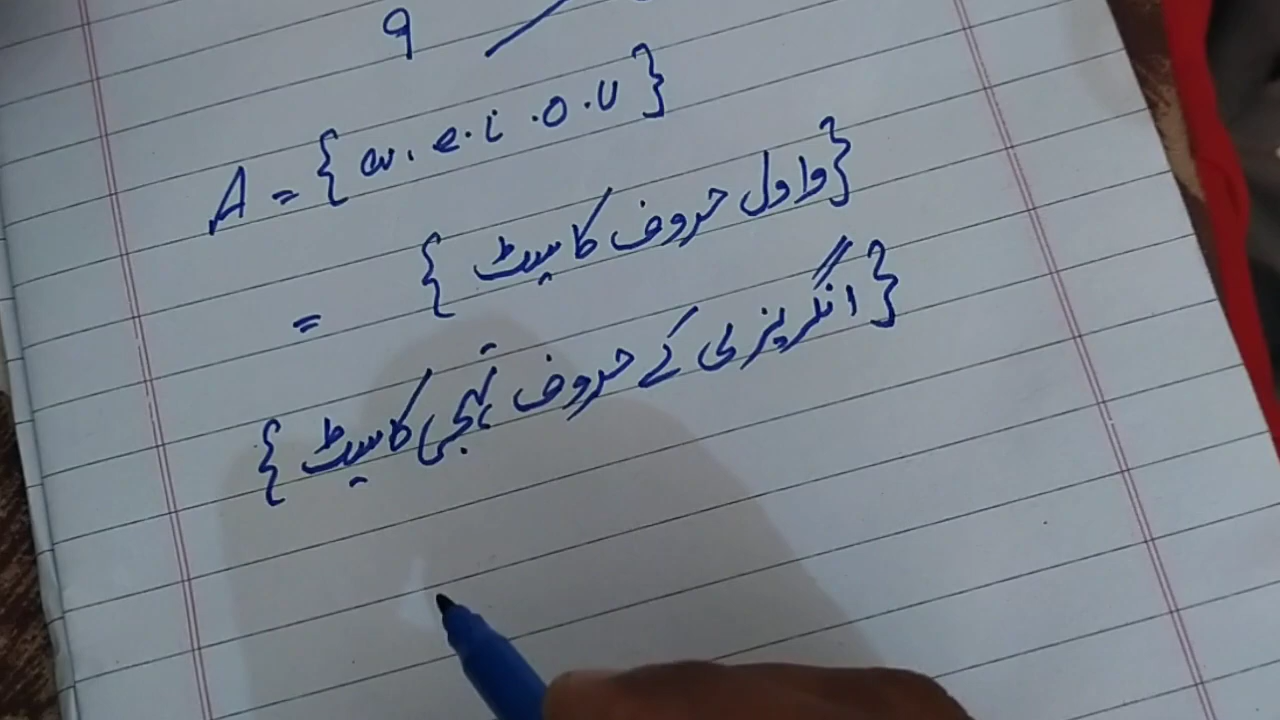 9
A = {a, e, i, o, u}
= {واول حروف کا سیٹ}
{انگریزی کے حروف تہجی کا سیٹ}